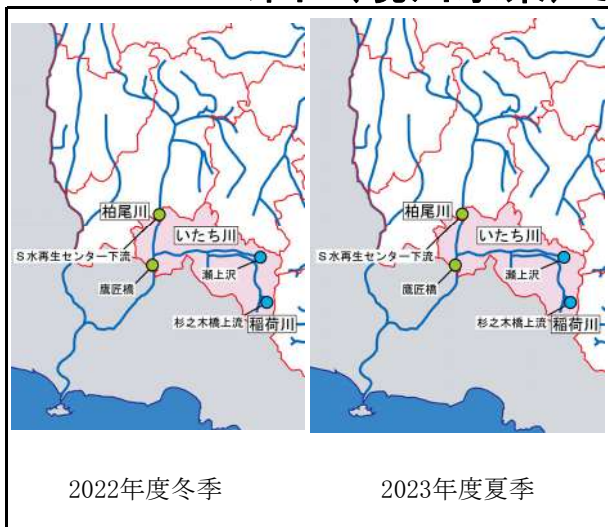 柏尾川
いたち川
S水再生センター下流
瀬上沢
鷹匠橋
杉之木橋上流
稲荷川
柏尾川
いたち川
S水再生センター下流
瀬上沢
鷹匠橋
杉之木橋上流
稲荷川
2022年度冬季
2023年度夏季